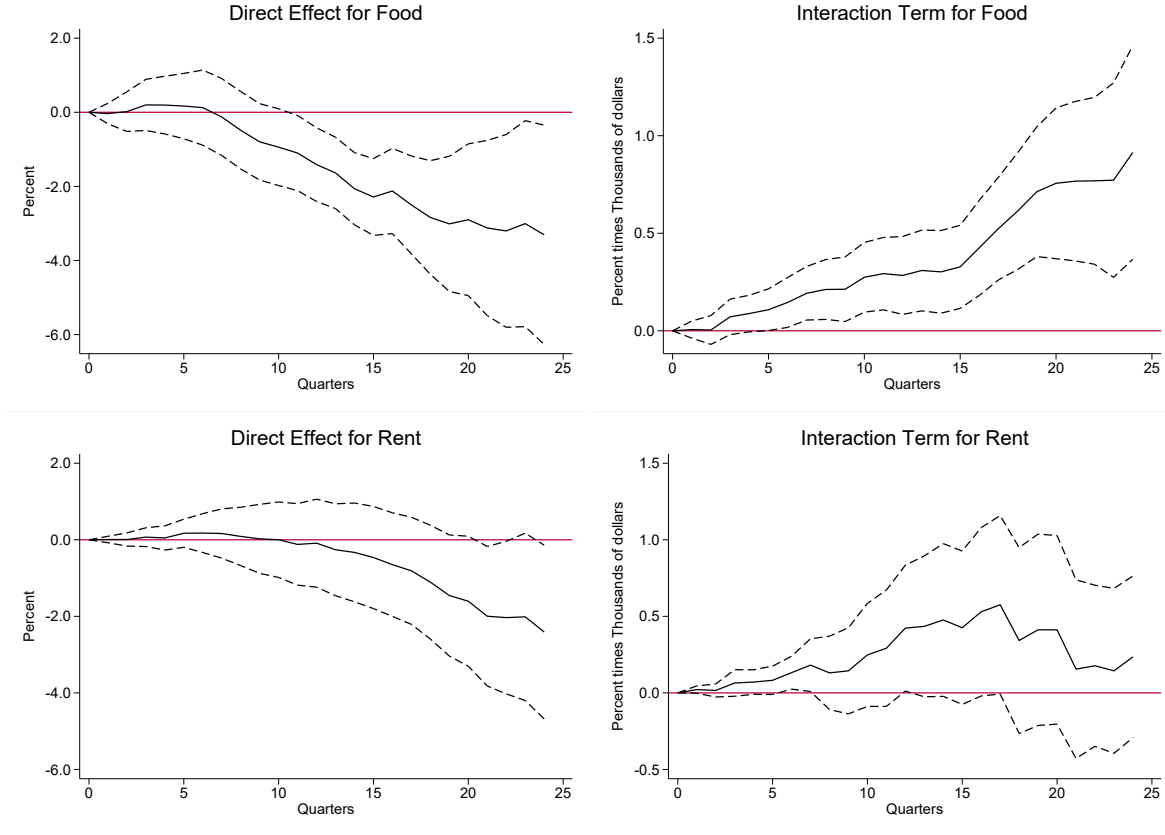 Direct Effect for Food
2.0
0.0
-2.0
-4.0
-6.0
Percent
0 5 10 15 20 25
Quarters
Interaction Term for Food
1.5
1.0
0.5
0.0
Percent times Thousands of dollars
0 5 10 15 20 25
Quarters
Direct Effect for Rent
2.0
0.0
-2.0
-4.0
-6.0
Percent
0 5 10 15 20 25
Quarters
Interaction Term for Rent
1.5
1.0
0.5
0.0
-0.5
Percent times Thousands of dollars
0 5 10 15 20 25
Quarters